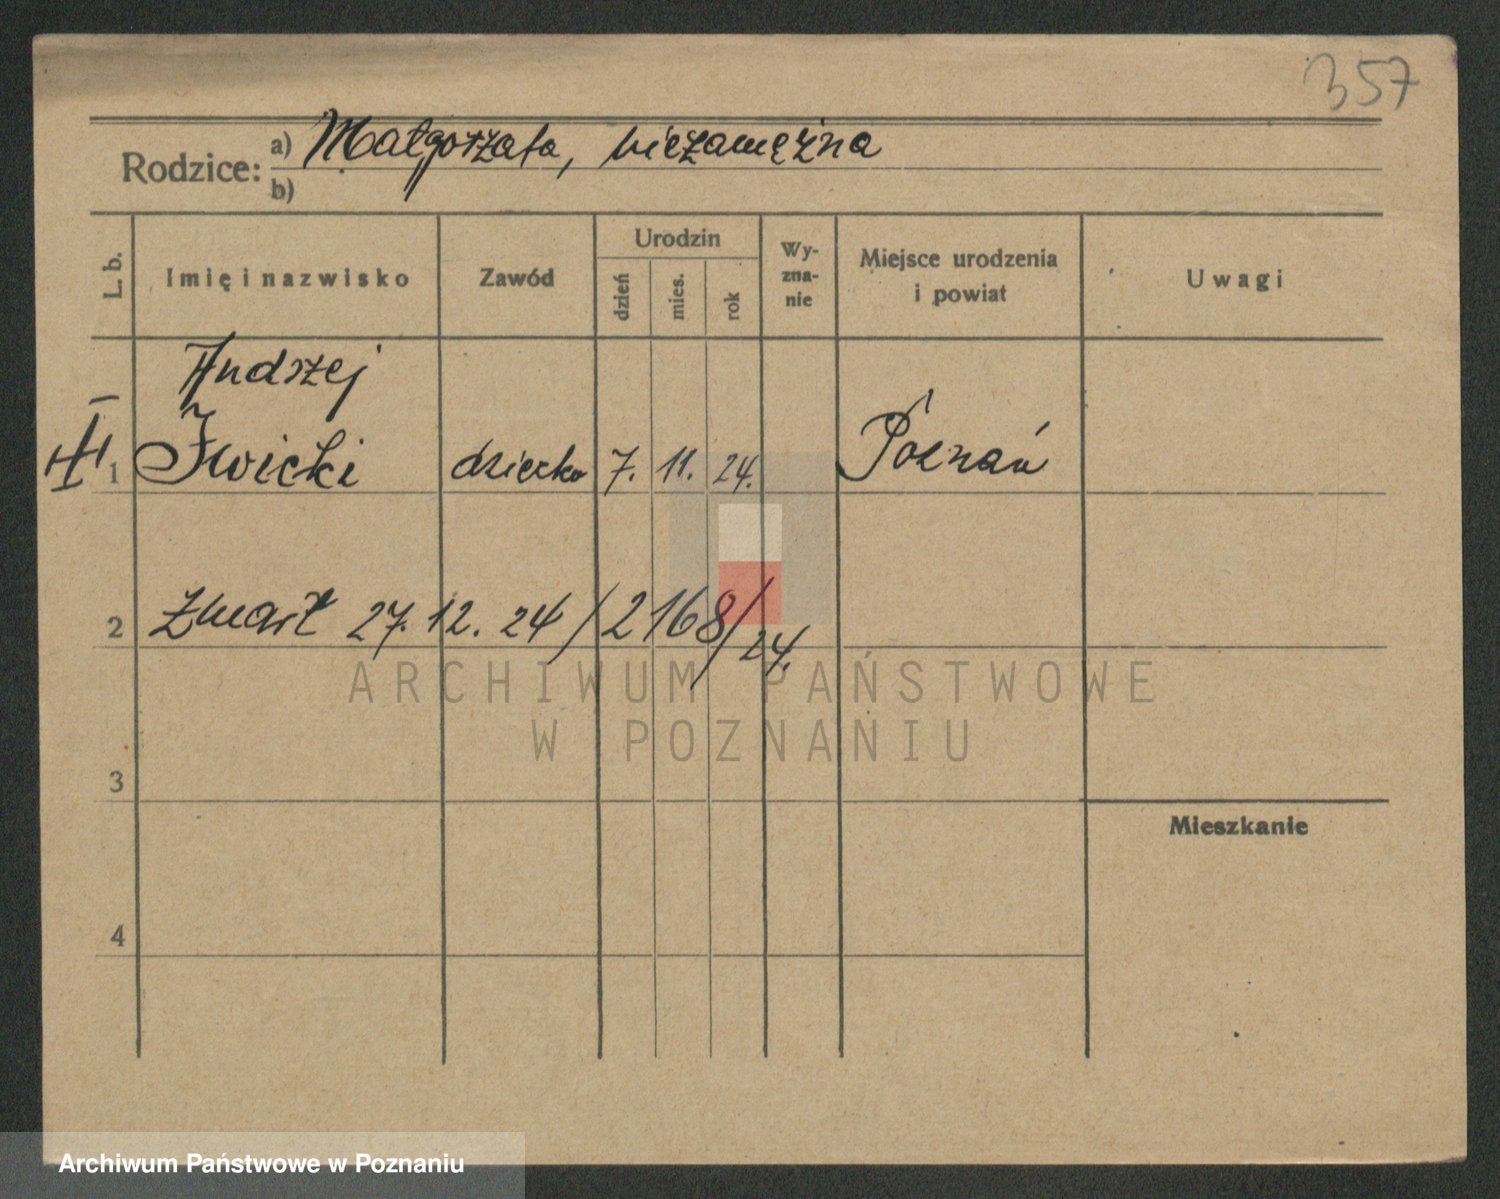 357
Rodzice: a) Małgorzata, niezamężna
b)
L. b. Imię i nazwisko Zawód Urodzin dzień mies. rok Wy-zna-nie Miejsce urodzenia i powiat Uwagi
Andrzej
1 Iwicki dziecko 7. 11. 24. Poznań
2 Zmarł 27. 12. 24 / 2168/24.
ARCHIWUM PAŃSTWOWE
W POZNANIU
3
Mieszkanie
4
Archiwum Państwowe w Poznaniu